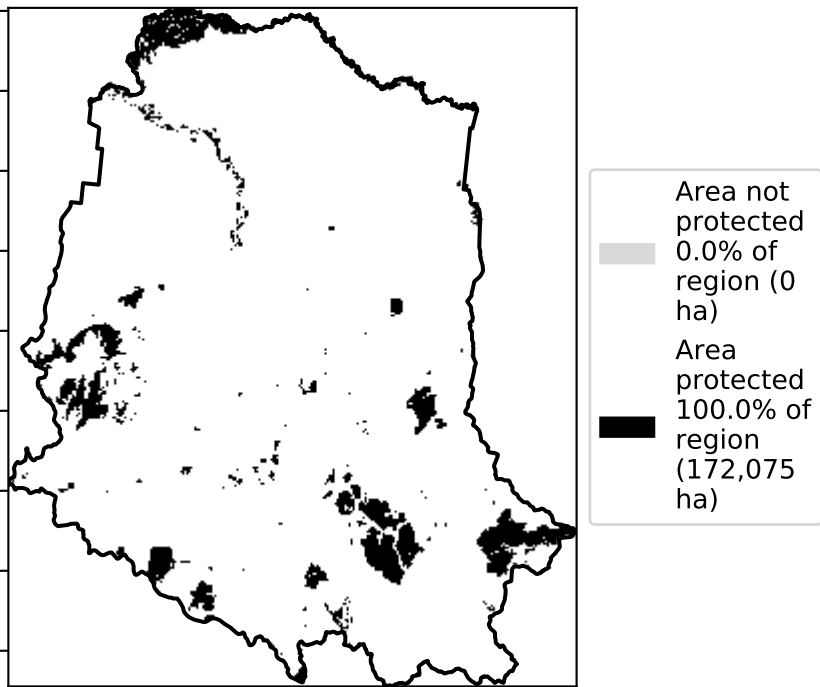 Area not
protected
0.0% of
region (0
ha)
Area
protected
100.0% of
region
(172,075
ha)